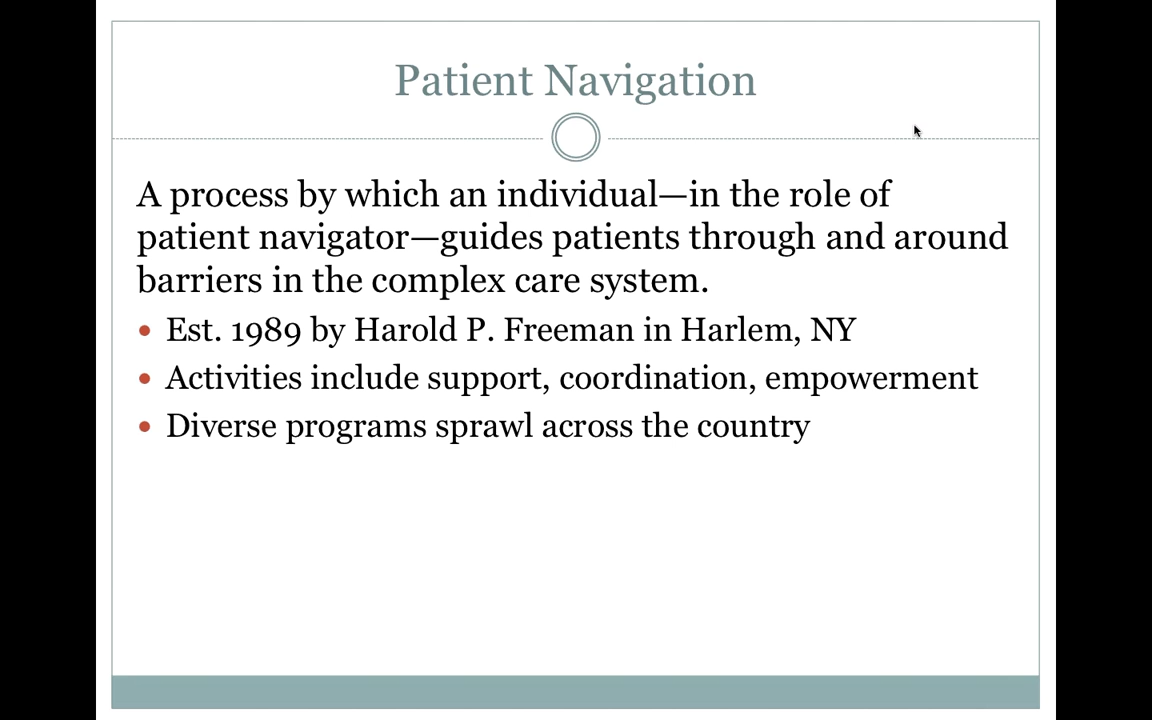 Patient Navigation
A process by which an individual—in the role of
patient navigator—guides patients through and around
barriers in the complex care system.
• Est. 1989 by Harold P. Freeman in Harlem, NY
• Activities include support, coordination, empowerment
• Diverse programs sprawl across the country